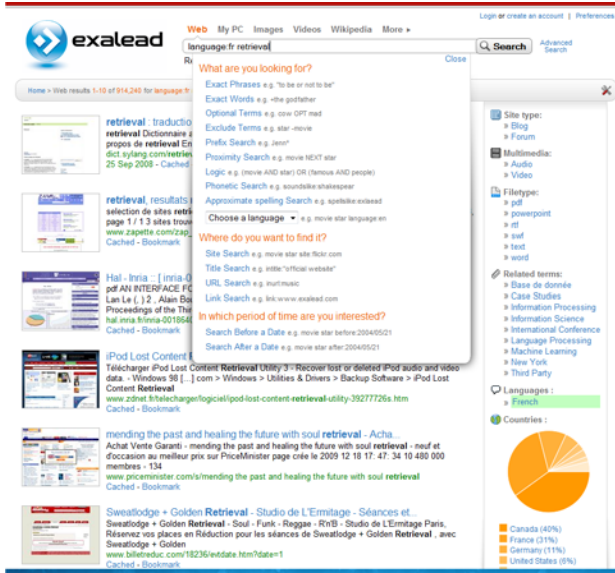 Login or create an account | Preferences
exalead
Web My PC Images Videos Wikipedia More ▸
language:fr retrieval
Search
Advanced Search
Close
Home > Web results 1-10 of 914,240 for language:fr
What are you looking for?
Exact Phrases e.g. "to be or not to be"
Exact Words e.g. +the godfather
Optional Terms e.g. cow OPT mad
Exclude Terms e.g. star -movie
Prefix Search e.g. Jenn*
Proximity Search e.g. movie NEXT star
Logic e.g. (movie AND star) OR (famous AND people)
Phonetic Search e.g. soundslike:shakespear
Approximate spelling Search e.g. spellslike:exlaead
Choose a language e.g. movie star language:en
Where do you want to find it?
Site Search e.g. movie star site:flickr.com
Title Search e.g. intitle:"official website"
URL Search e.g. inurl:music
Link Search e.g. link:www.exalead.com
In which period of time are you interested?
Search Before a Date e.g. movie star before:2004/05/21
Search After a Date e.g. movie star after:2004/05/21
retrieval : traductio
retrieval Dictionnaire a
propos de retrieval En
dict.sylang.com/retriev
25 Sep 2008 - Cached
retrieval, resultats
selection de sites retri
page 1 / 1 3 sites trouv
www.zapette.com/zap_
Cached - Bookmark
Hal - Inria :: [ inria-0
pdf AN INTERFACE FO
Lan Le (, ) 2 , Alain Bo
Proceedings of the Thir
hal.inria.fr/inria-0018640
Cached - Bookmark
iPod Lost Content R
Télécharger iPod Lost Content Retrieval Utility 3 - Recover lost or deleted iPod audio and video
data. - Windows 98 [...] com > Windows > Utilities & Drivers > Backup Software > iPod Lost
Content Retrieval
www.zdnet.fr/telecharger/logiciel/ipod-lost-content-retrieval-utility-39277726s.htm
Cached - Bookmark
mending the past and healing the future with soul retrieval - Acha...
Achat Vente Garanti - mending the past and healing the future with soul retrieval - neuf et
d'occasion au meilleur prix sur PriceMinister page crée le 2009 12 18 17: 47: 34 10 480 000
membres - 134
www.priceminister.com/s/mending the past and healing the future with soul retrieval
Cached - Bookmark
Sweatlodge + Golden Retrieval - Studio de L'Ermitage - Séances et...
Sweatlodge + Golden Retrieval - Soul - Funk - Reggae - R'n'B - Studio de L'Ermitage Paris,
Réservez vos places en Réduction pour les séances de Sweatlodge + Golden Retrieval , avec
Sweatlodge + Golden
www.billetreduc.com/18236/evtdate.htm?date=1
Cached - Bookmark
Site type:
» Blog
» Forum
Multimedia:
» Audio
» Video
Filetype:
» pdf
» powerpoint
» rtf
» swf
» text
» word
Related terms:
» Base de donnée
» Case Studies
» Information Processing
» Information Science
» International Conference
» Language Processing
» Machine Learning
» New York
» Third Party
Languages :
» French
Countries :
Canada (40%)
France (31%)
Germany (11%)
United States (6%)